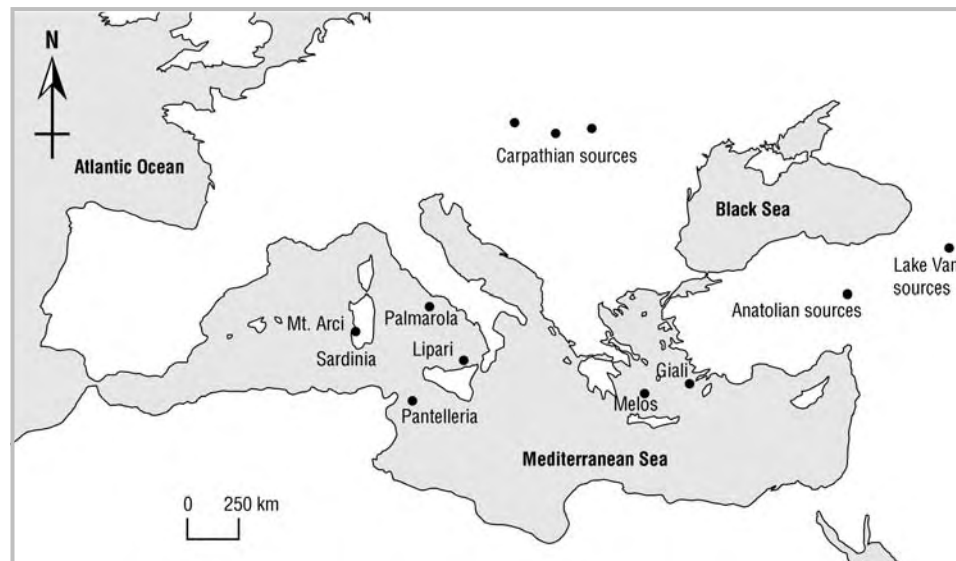 N
Atlantic Ocean
Carpathian sources
Black Sea
Lake Van
sources
Anatolian sources
Mt. Arci
Palmarola
Sardinia
Lipari
Giali
Melos
Pantelleria
Mediterranean Sea
0 250 km